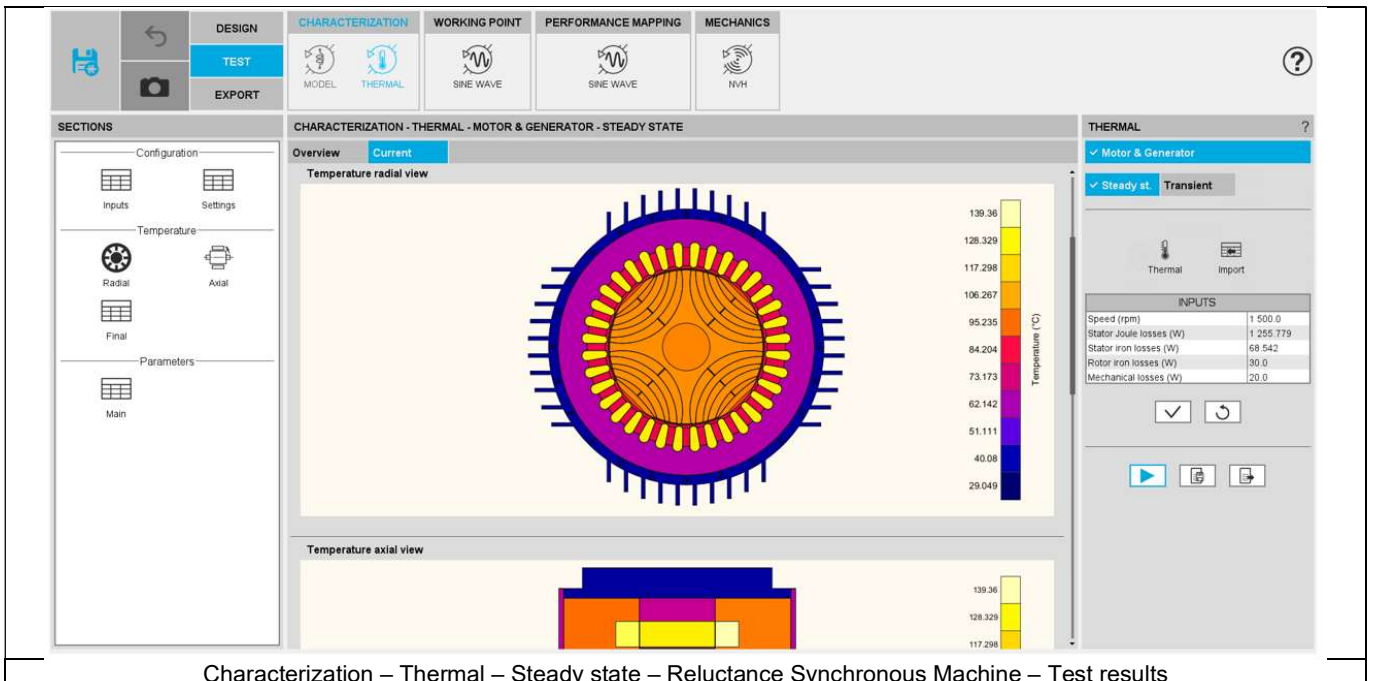 DESIGN
TEST
EXPORT
CHARACTERIZATION
MODEL
THERMAL
WORKING POINT
SINE WAVE
PERFORMANCE MAPPING
SINE WAVE
MECHANICS
NVH
?
SECTIONS
Configuration
Inputs
Settings
Temperature
Radial
Axial
Final
Parameters
Main
CHARACTERIZATION - THERMAL - MOTOR & GENERATOR - STEADY STATE
Overview
Current
Temperature radial view
139.36
128.329
117.298
106.267
95.235
84.204
73.173
62.142
51.111
40.08
29.049
Temperature (°C)
Temperature axial view
139.36
128.329
117.298
THERMAL ?
Motor & Generator
Steady st. Transient
Thermal
Import
INPUTS
Speed (rpm) 1 500.0
Stator Joule losses (W) 1 255.779
Stator iron losses (W) 68.542
Rotor iron losses (W) 30.0
Mechanical losses (W) 20.0
Characterization – Thermal – Steady state – Reluctance Synchronous Machine – Test results